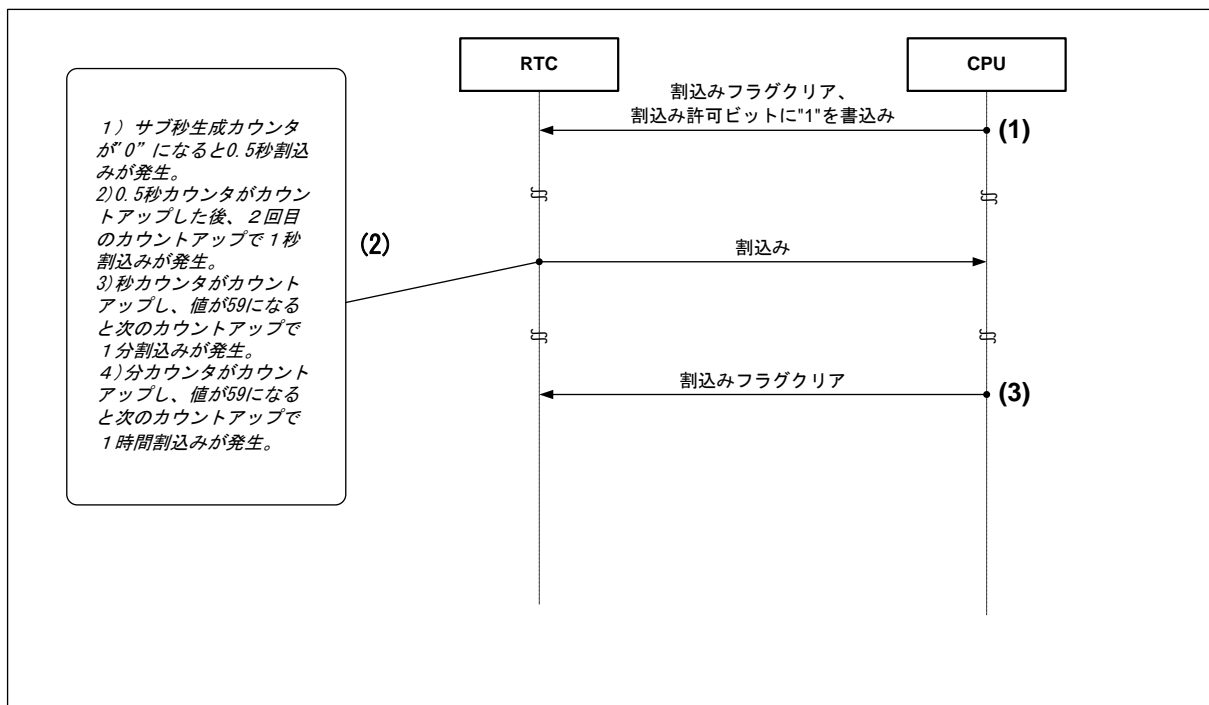 RTC
CPU
割込みフラグクリア、
割込み許可ビットに"1"を書込み
(1)
1）サブ秒生成カウンタ
が"0"になると0.5秒割込
みが発生。
2)0.5秒カウンタがカウン
トアップした後、２回目
のカウントアップで１秒
割込みが発生。
3)秒カウンタがカウント
アップし、値が59になる
と次のカウントアップで
１分割込みが発生。
４)分カウンタがカウント
アップし、値が59になる
と次のカウントアップで
１時間割込みが発生。
(2)
割込み
割込みフラグクリア
(3)